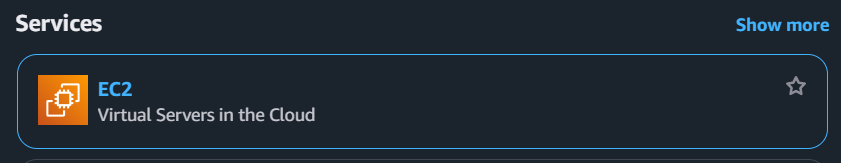 Services
Show more
EC2
Virtual Servers in the Cloud